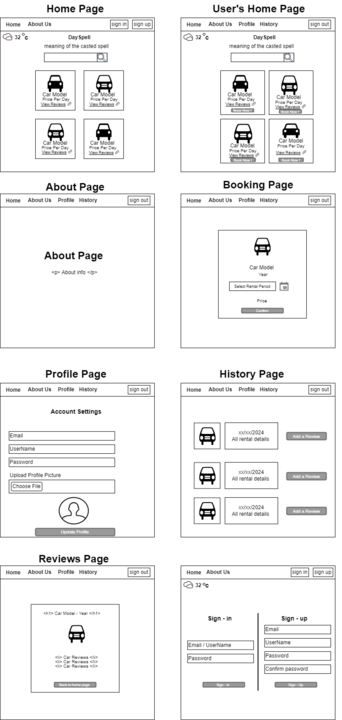 Home Page
Home About Us sign in sign up
32 °c
DaySpell
meaning of the casted spell
Car Model
Price Per Day
View Reviews
Car Model
Price Per Day
View Reviews
Car Model
Price Per Day
View Reviews
Car Model
Price Per Day
View Reviews
User's Home Page
Home About Us Profile History sign out
32 °c
DaySpell
meaning of the casted spell
Car Model
Price Per Day
View Reviews
Car Model
Price Per Day
View Reviews
Car Model
Price Per Day
View Reviews
Car Model
Price Per Day
View Reviews
About Page
Home About Us Profile History sign out
About Page
<p> About info </p>
Booking Page
Home About Us Profile History sign out
Car Model
Year
Select Rental Period
Price
Confirm
Profile Page
Home About Us Profile History sign out
Account Settings
Email
UserName
Password
Upload Profile Picture
Choose File
Update Profile
History Page
Home About Us Profile History sign out
xx/xx/2024
All rental details
Add a Review
xx/xx/2024
All rental details
Add a Review
xx/xx/2024
All rental details
Add a Review
Reviews Page
Home About Us Profile History sign out
<h1> Car Model - Year </h1>
<li> Car Reviews </li>
<li> Car Reviews </li>
<li> Car Reviews </li>
Back to home page
Home About Us sign in sign up
32 °c
Sign - in
Email / UserName
Password
Sign - in
Sign - up
Email
UserName
Password
Confirm password
Sign - Up